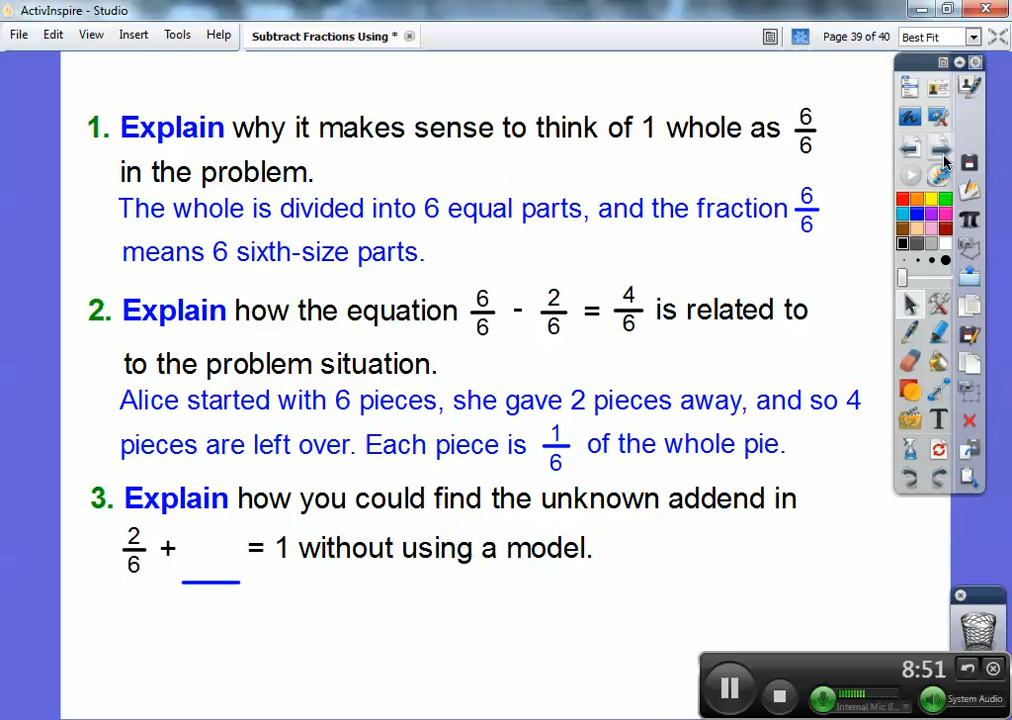 ActivInspire - Studio
File Edit View Insert Tools Help Subtract Fractions Using * Page 39 of 40 Best Fit
1. Explain why it makes sense to think of 1 whole as 6/6
in the problem.
The whole is divided into 6 equal parts, and the fraction 6/6
means 6 sixth-size parts.
2. Explain how the equation 6/6 - 2/6 = 4/6 is related to
to the problem situation.
Alice started with 6 pieces, she gave 2 pieces away, and so 4
pieces are left over. Each piece is 1/6 of the whole pie.
3. Explain how you could find the unknown addend in
2/6 + ___ = 1 without using a model.
8:51
Internal Mic (I... System Audio